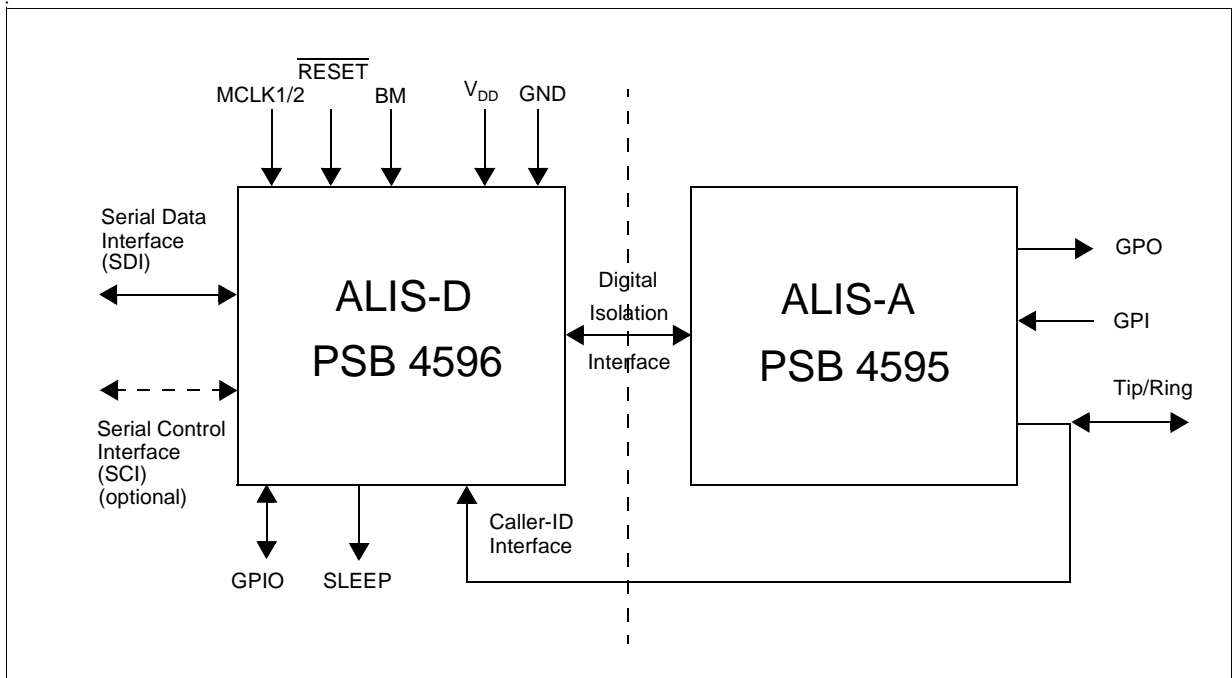 RESET
MCLK1/2
BM
VDD
GND
Serial Data
Interface
(SDI)
ALIS-D
PSB 4596
Digital
Isolation
Interface
ALIS-A
PSB 4595
GPO
GPI
Tip/Ring
Serial Control
Interface
(SCI)
(optional)
Caller-ID
Interface
GPIO
SLEEP